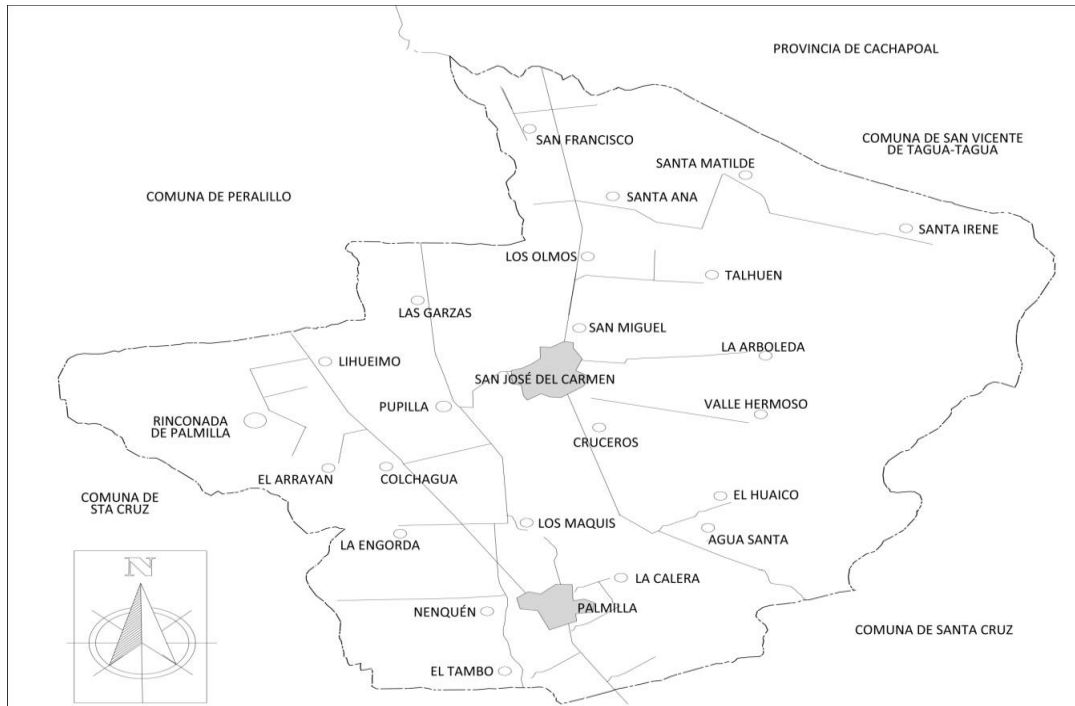 PROVINCIA DE CACHAPOAL
COMUNA DE SAN VICENTE
DE TAGUA-TAGUA
SAN FRANCISCO
SANTA MATILDE
COMUNA DE PERALILLO
SANTA ANA
SANTA IRENE
LOS OLMOS
TALHUEN
LAS GARZAS
SAN MIGUEL
LA ARBOLEDA
LIHUEIMO
SAN JOSÉ DEL CARMEN
PUPILLA
VALLE HERMOSO
RINCONADA
DE PALMILLA
CRUCEROS
EL ARRAYAN
COLCHAGUA
COMUNA DE
STA CRUZ
EL HUAICO
LOS MAQUIS
AGUA SANTA
LA ENGORDA
N
LA CALERA
NENQUÉN
PALMILLA
COMUNA DE SANTA CRUZ
EL TAMBO